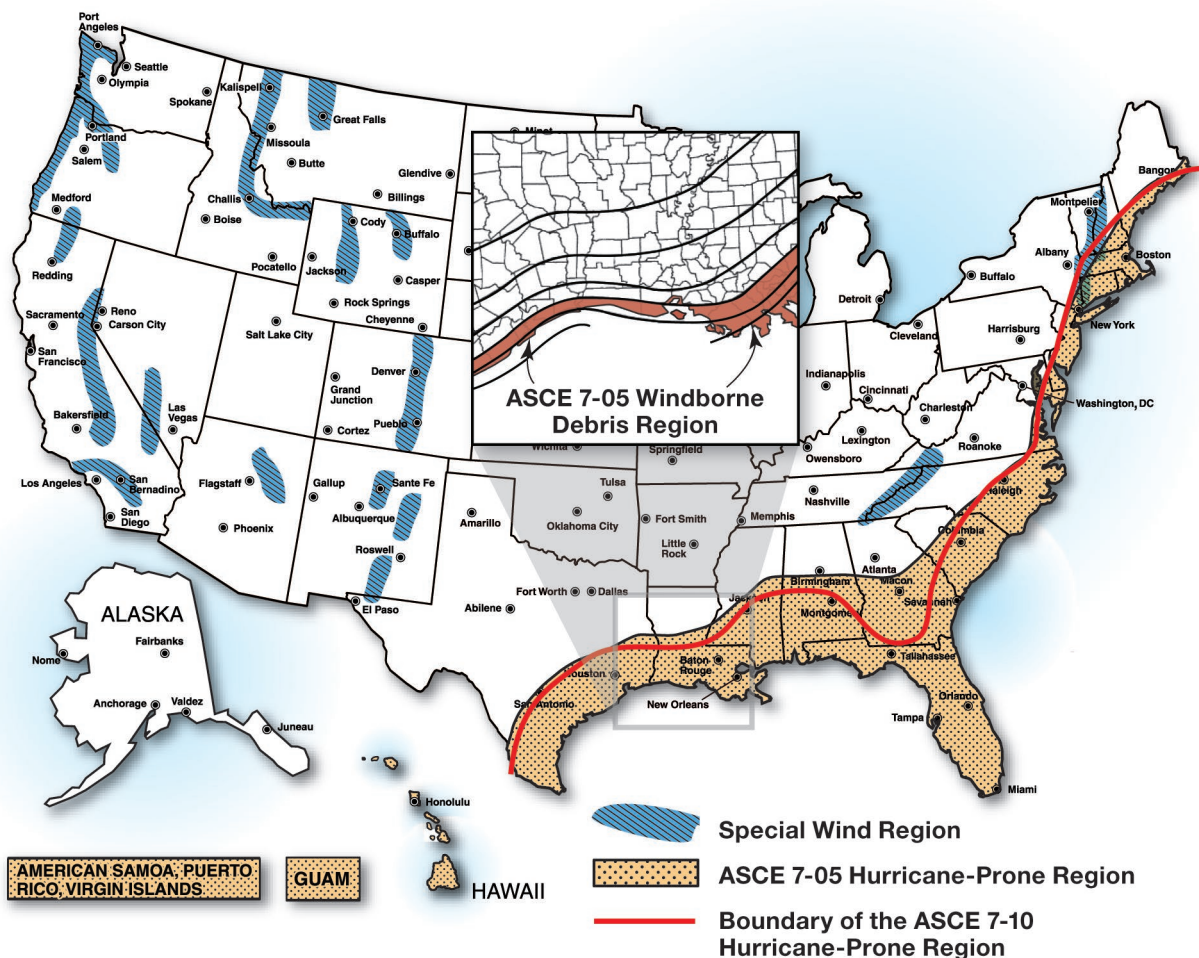 Port
Angeles
Seattle
Olympia
Spokane
Kalispell
Great Falls
Portland
Salem
Missoula
Butte
Glendive
Billings
Medford
Challis
Boise
Cody
Buffalo
Pocatello
Jackson
Casper
Redding
Rock Springs
Cheyenne
Reno
Carson City
Sacramento
Salt Lake City
San
Francisco
Denver
Grand
Junction
Pueblo
Cortez
Bakersfield
Las
Vegas
Los Angeles
San
Bernadino
San
Diego
Flagstaff
Phoenix
Gallup
Sante Fe
Albuquerque
Roswell
El Paso
Amarillo
Abilene
ASCE 7-05 Windborne
Debris Region
Wichita
Springfield
Tulsa
Oklahoma City
Fort Smith
Little
Rock
Fort Worth
Dallas
Houston
San Antonio
Baton
Rouge
New Orleans
Memphis
Nashville
Birmingham
Montgomery
Atlanta
Macon
Savannah
Columbia
Raleigh
Tallahassee
Orlando
Tampa
Miami
Detroit
Cleveland
Indianapolis
Cincinnati
Lexington
Owensboro
Charleston
Roanoke
Harrisburg
Washington, DC
New York
Buffalo
Albany
Boston
Montpelier
Bangor
ALASKA
Fairbanks
Nome
Anchorage
Valdez
Juneau
Honolulu
HAWAII
AMERICAN SAMOA, PUERTO
RICO, VIRGIN ISLANDS
GUAM
Special Wind Region
ASCE 7-05 Hurricane-Prone Region
Boundary of the ASCE 7-10
Hurricane-Prone Region